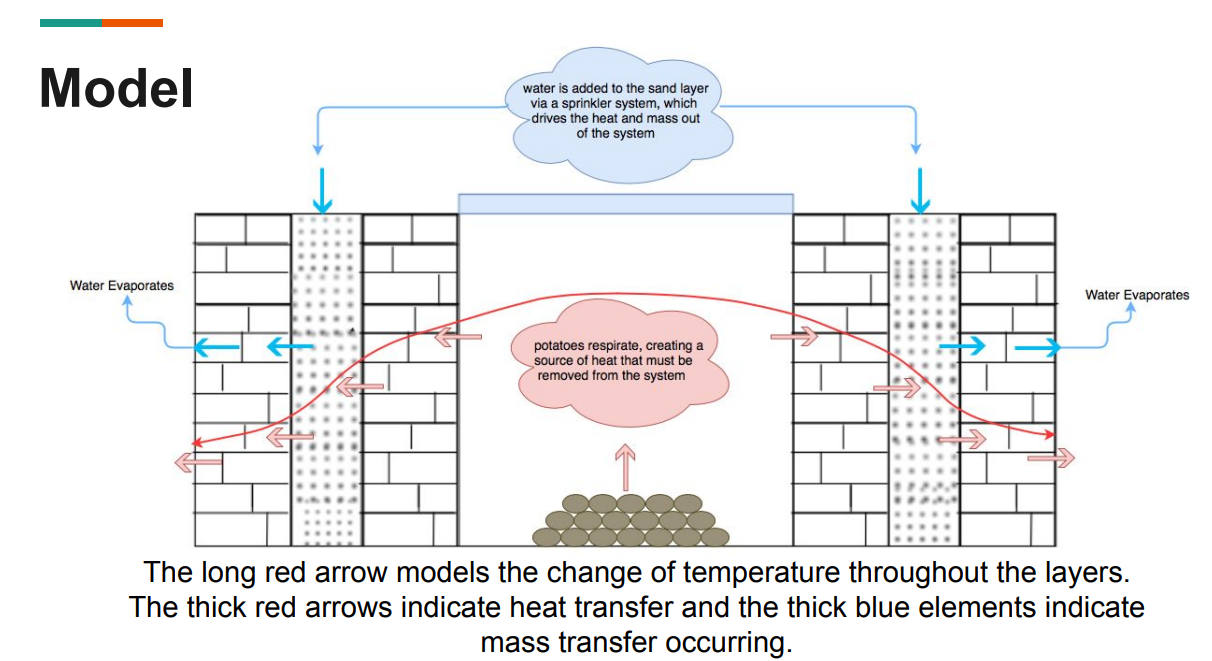 Model
water is added to the sand layer
via a sprinkler system, which
drives the heat and mass out
of the system
Water Evaporates
Water Evaporates
potatoes respirate, creating a
source of heat that must be
removed from the system
The long red arrow models the change of temperature throughout the layers.
The thick red arrows indicate heat transfer and the thick blue elements indicate
mass transfer occurring.